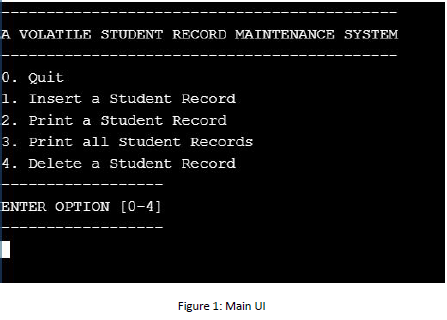 --------------------------------------------
A VOLATILE STUDENT RECORD MAINTENANCE SYSTEM
--------------------------------------------
0. Quit
1. Insert a Student Record
2. Print a Student Record
3. Print all Student Records
4. Delete a Student Record
------------------
ENTER OPTION [0-4]
------------------
Figure 1: Main UI